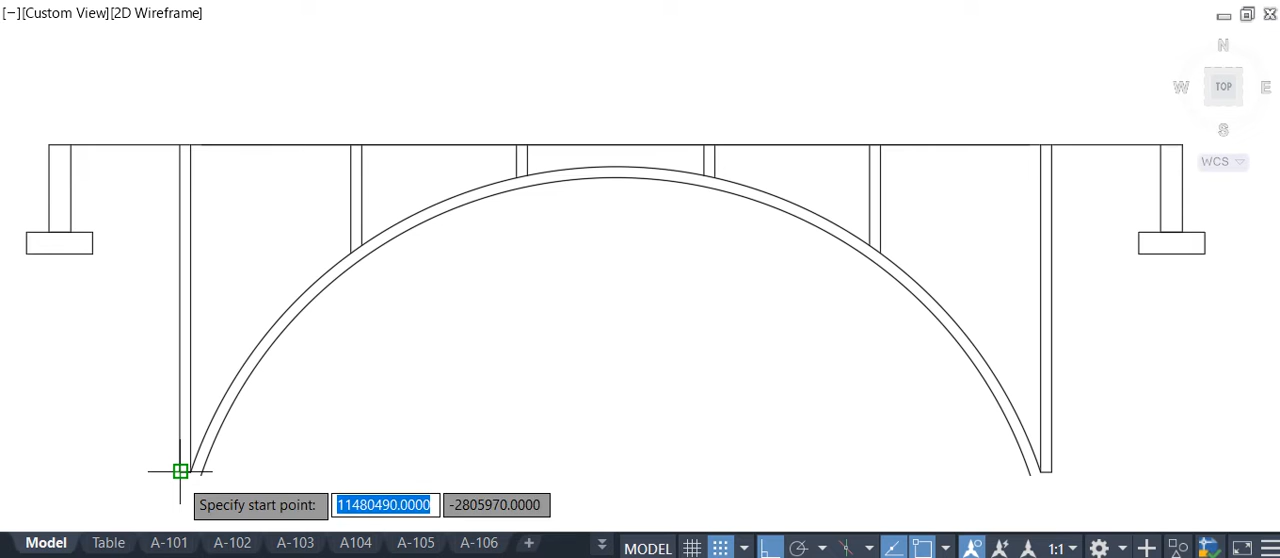 [−][Custom View][2D Wireframe]
N
W TOP E
S
WCS
Specify start point: 11480490.0000 -2805970.0000
Model Table A-101 A-102 A-103 A104 A-105 A-106 + MODEL 1:1